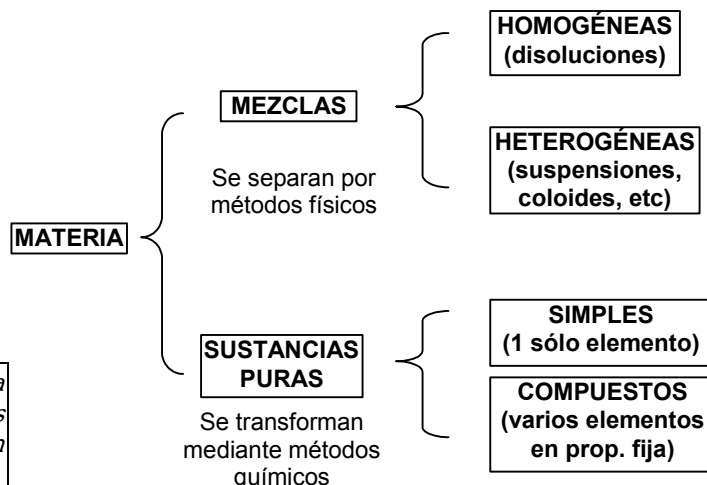 HOMOGÉNEAS
(disoluciones)
MEZCLAS
HETEROGÉNEAS
(suspensiones,
coloides, etc)
Se separan por
métodos físicos
MATERIA
SIMPLES
(1 sólo elemento)
SUSTANCIAS
PURAS
COMPUESTOS
(varios elementos
en prop. fija)
Se transforman
mediante métodos
químicos
a
s
n